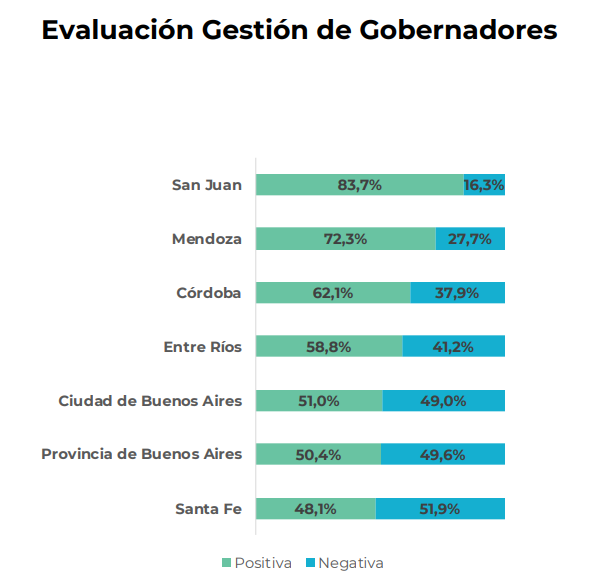 Evaluación Gestión de Gobernadores
San Juan 83,7% 16,3%
Mendoza 72,3% 27,7%
Córdoba 62,1% 37,9%
Entre Ríos 58,8% 41,2%
Ciudad de Buenos Aires 51,0% 49,0%
Provincia de Buenos Aires 50,4% 49,6%
Santa Fe 48,1% 51,9%
Positiva Negativa